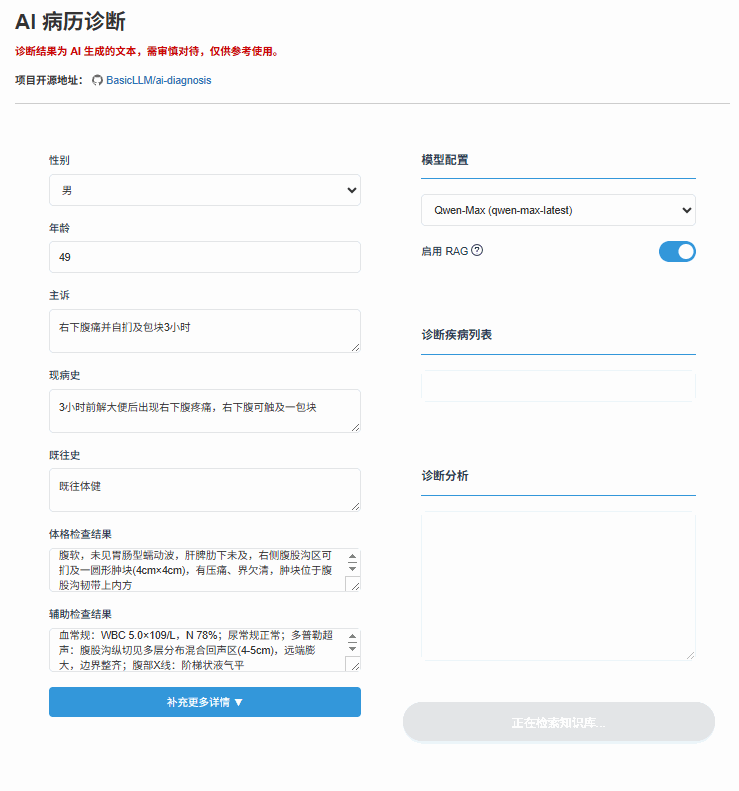 AI 病历诊断
诊断结果为 AI 生成的文本，需审慎对待，仅供参考使用。
项目开源地址： BasicLLM/ai-diagnosis
性别
男
年龄
49
主诉
右下腹痛并自扪及包块3小时
现病史
3小时前解大便后出现右下腹疼痛，右下腹可触及一包块
既往史
既往体健
体格检查结果
腹软，未见胃肠型蠕动波，肝脾肋下未及，右侧腹股沟区可
扪及一圆形肿块(4cm×4cm)，有压痛、界欠清，肿块位于腹
股沟韧带上内方
辅助检查结果
血常规：WBC 5.0×109/L，N 78%；尿常规正常；多普勒超
声：腹股沟纵切见多层分布混合回声区(4-5cm)，远端膨
大，边界整齐；腹部X线：阶梯状液气平
补充更多详情 ▼
模型配置
Qwen-Max (qwen-max-latest)
启用 RAG ?
诊断疾病列表
诊断分析
正在检索知识库...